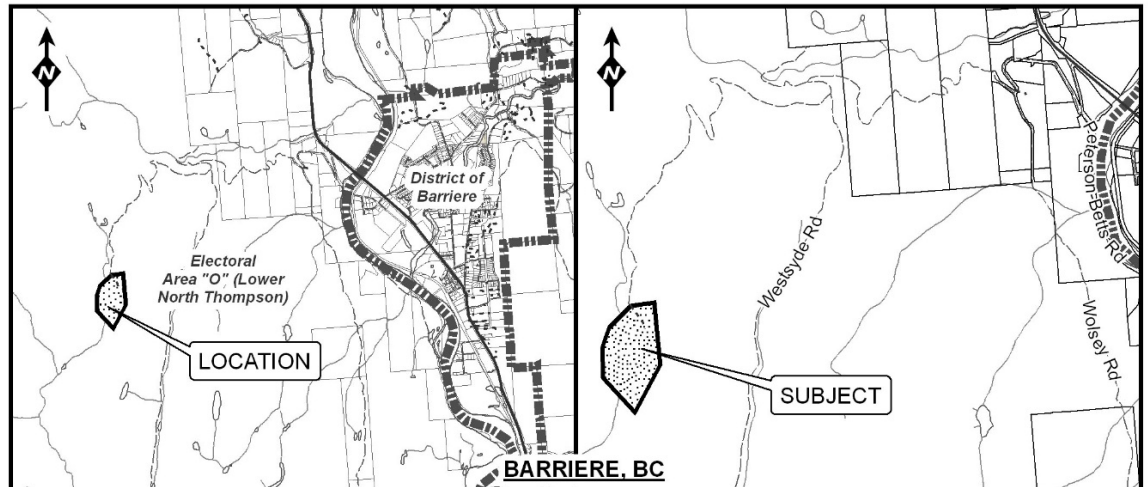 N
District of
Barriere
Electoral
Area "O" (Lower
North Thompson)
LOCATION
N
Peterson-Betts Rd
Westsyde Rd
Wolsey Rd
SUBJECT
BARRIERE, BC